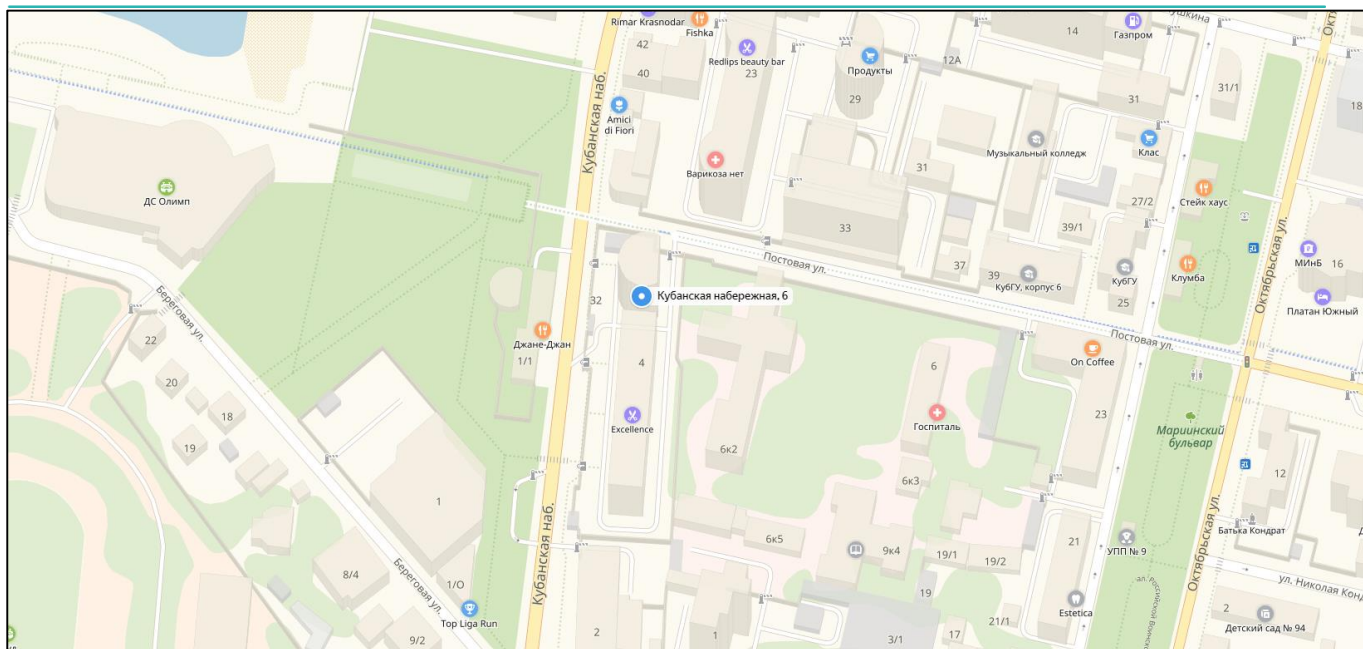 Rimar Krasnodar
Fishka
42
40
Redlips beauty bar
23
Продукты
29
12А
14
Газпром
31
31/1
18
Кубанская наб.
Amici
di Fiori
Варикоза нет
31
33
Музыкальный колледж
Клас
27/2
39/1
Стейк хаус
ДС Олимп
37
39
КубГУ, корпус 6
КубГУ
25
Клумба
Октябрьская ул.
МИнБ
16
Платан Южный
Постовая ул.
Постовая ул.
Кубанская набережная, 6
32
4
Береговая ул.
22
20
18
19
Джане-Джан
1/1
On Coffee
23
6
Госпиталь
Excellence
6к2
6к3
Мариинский
бульвар
12
Батька Кондрат
Октябрьская ул.
1
Кубанская наб.
6к5
9к4
19/1
19/2
19
21
УПП № 9
8/4
1/О
Береговая ул.
Top Liga Run
9/2
2
1
3/1
17
21/1
Estetica
2
Детский сад № 94